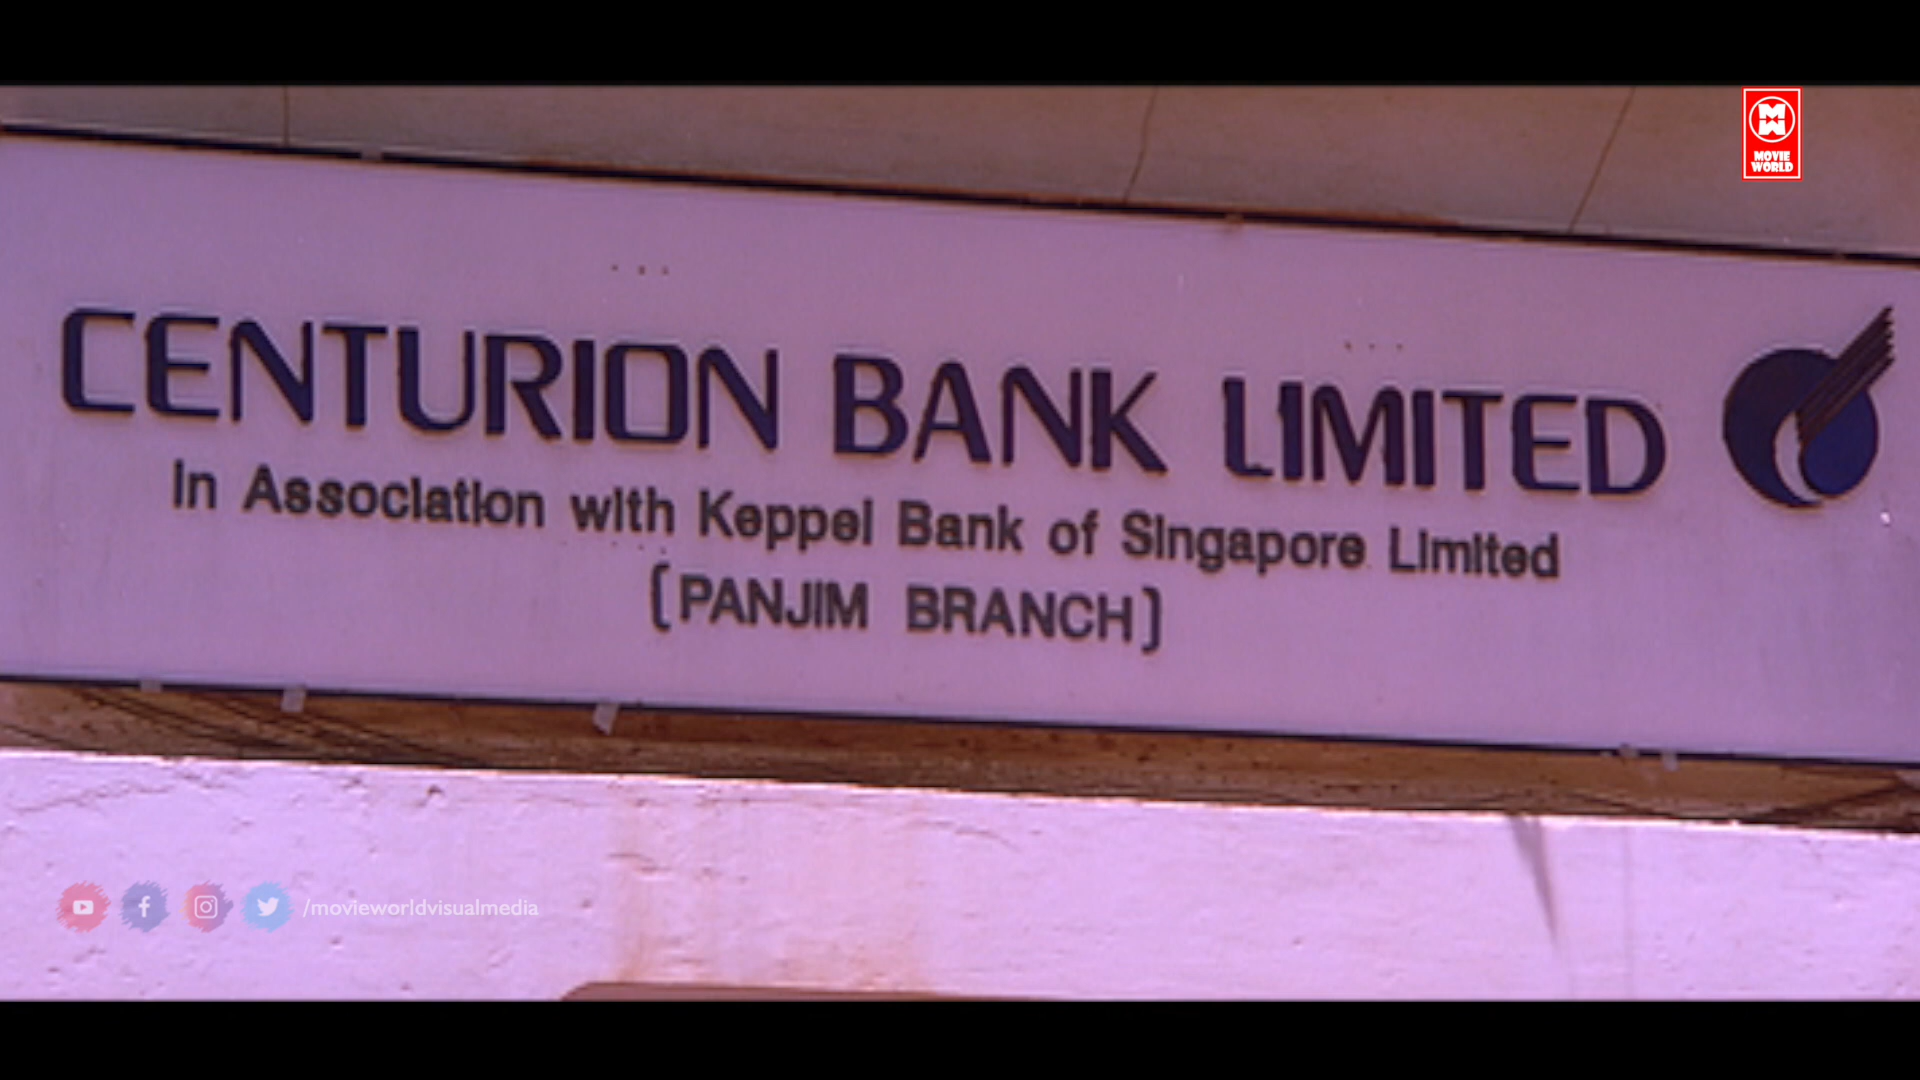 MOVIE
WORLD
CENTURION BANK LIMITED
In Association with Keppel Bank of Singapore Limited
[PANJIM BRANCH]
/movieworldvisualmedia